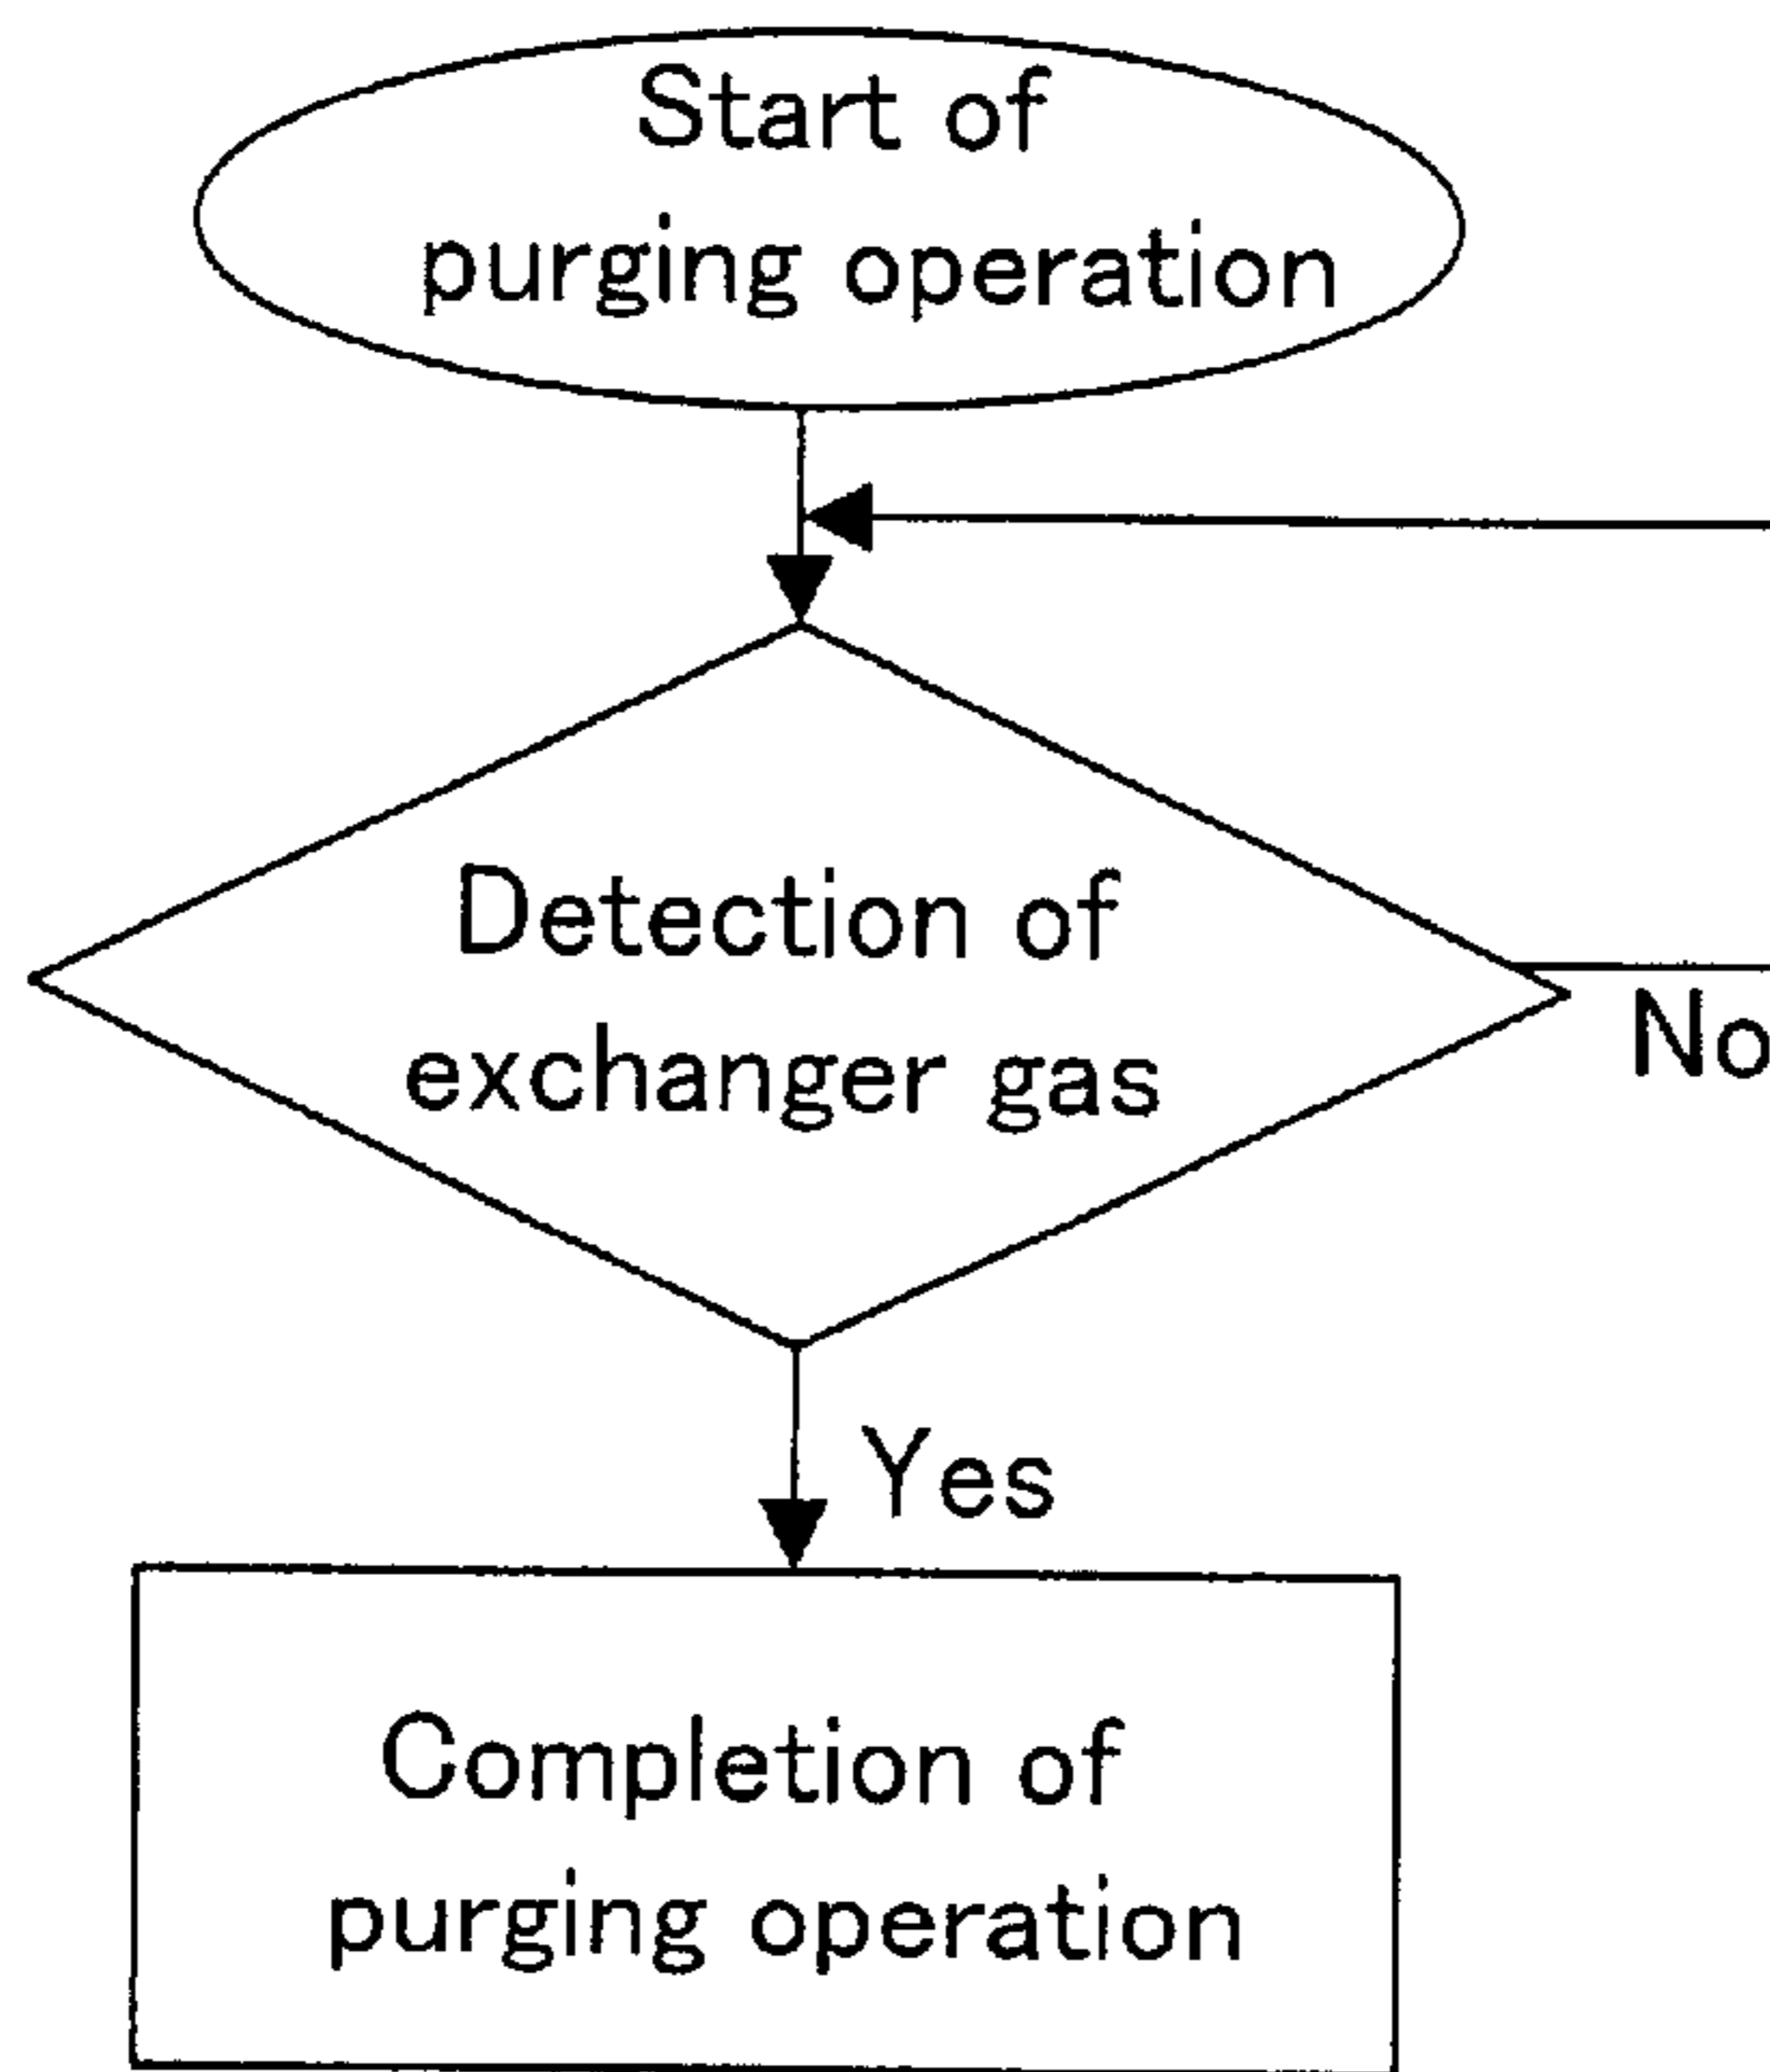 Start of
purging operation
Detection of
exchanger gas
No
Yes
Completion of
purging operation